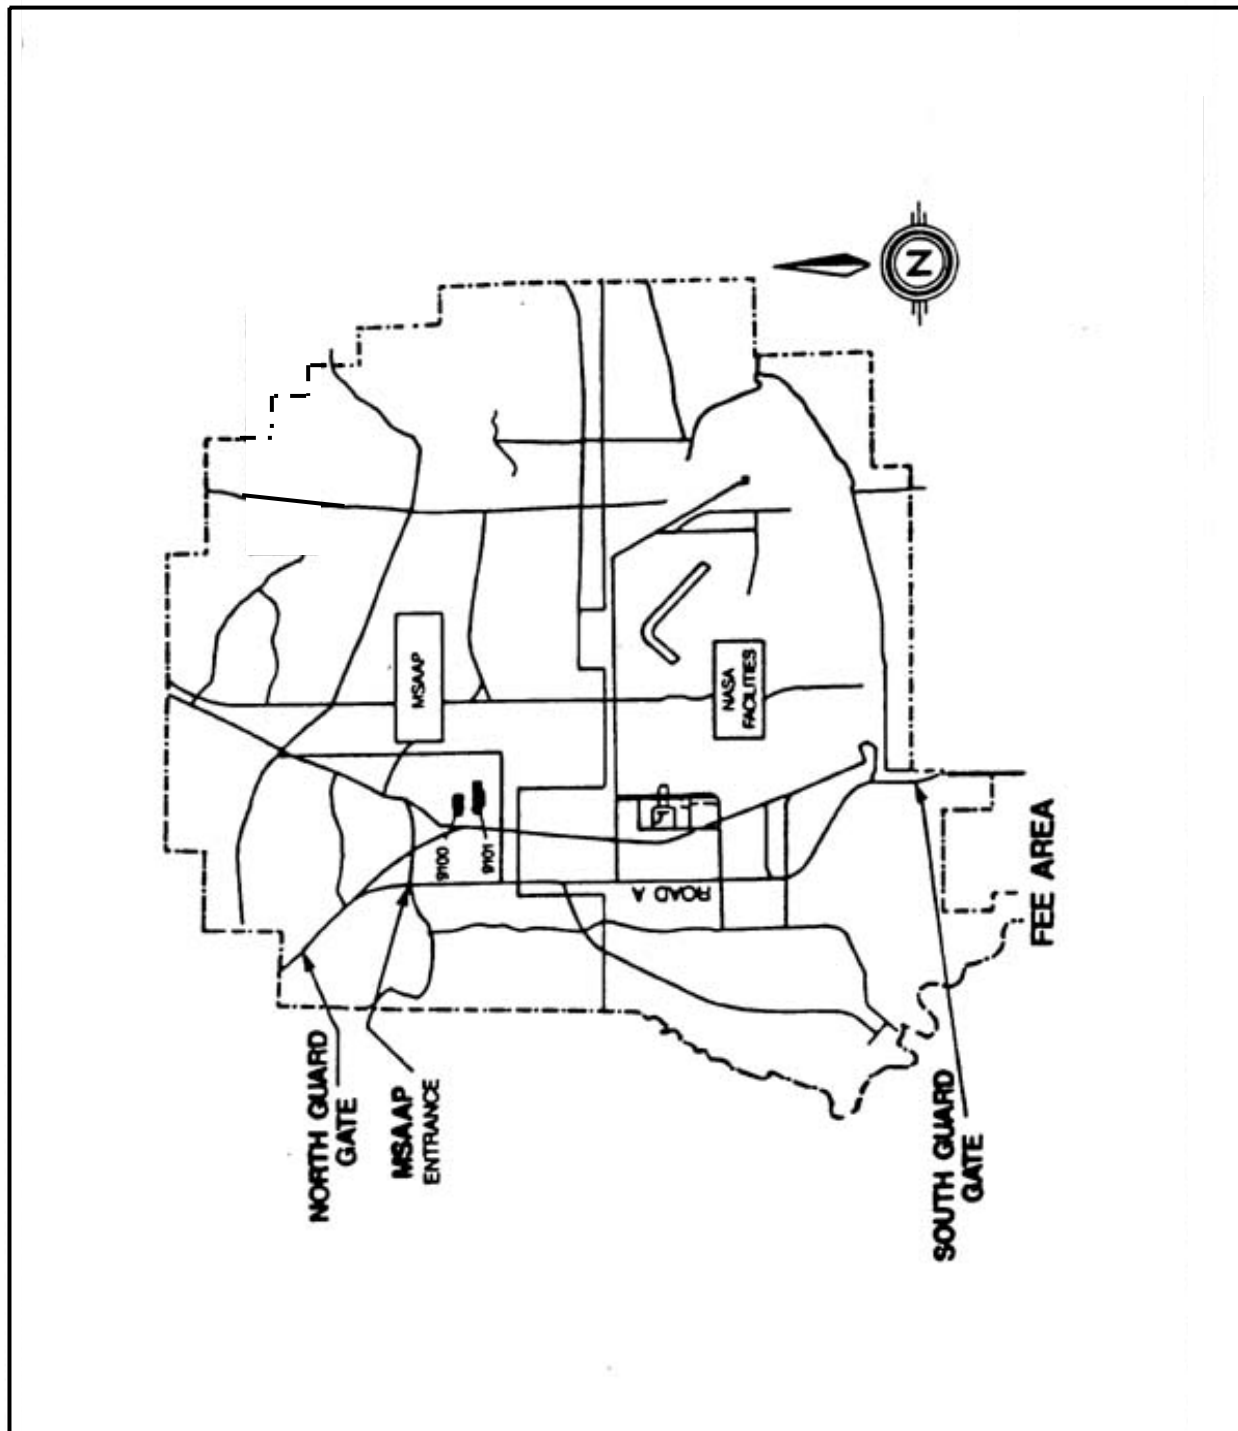 N
MSAAP
NASA
FACILITIES
9100
9101
ROAD A
FEE AREA
NORTH GUARD
GATE
MSAAP
ENTRANCE
SOUTH GUARD
GATE